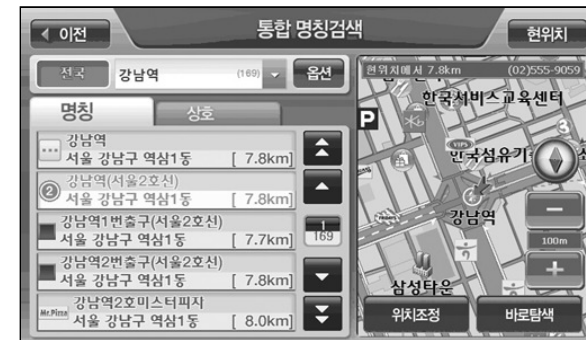 이전
통합 명칭검색
현위치
전국
강남역
(169)
옵션
명칭
상호
강남역
서울 강남구 역삼1동 [ 7.8km]
2
강남역(서울2호선)
서울 강남구 역삼1동 [ 7.8km]
강남역1번출구(서울2호선)
서울 강남구 역삼1동 [ 7.7km]
1
169
강남역2번출구(서울2호선)
서울 강남구 역삼1동 [ 7.8km]
Mr.Pizza
강남역2호미스터피자
서울 강남구 역삼1동 [ 8.0km]
현위치에서 7.8km (02)555-9059
한국서비스교육센터
P
VIPS
강남역
100m
삼성타운
위치조정
바로탐색